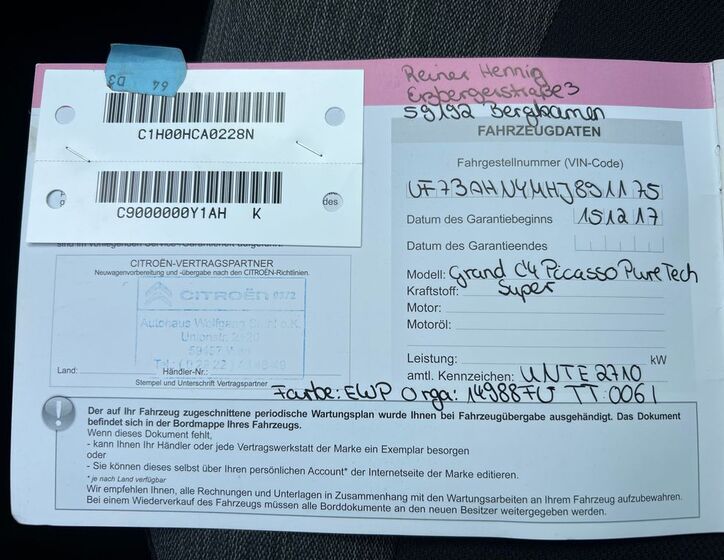 64
D3
C1H00HCA0228N
C9000000Y1AH K
des
CITROËN-VERTRAGSPARTNER
Neuwagenvorbereitung und -übergabe nach den CITROËN-Richtlinien.
CITROËN 0372
Autohaus Wolfgang
Land: Händler-Nr.:
Stempel und Unterschrift Vertragspartner
Reiner Hennig
Erzbergerstraße 3
59192 Bergkamen
FAHRZEUGDATEN
Fahrgestellnummer (VIN-Code)
VF73AHNYMHJ891175
Datum des Garantiebeginns 151217
Datum des Garantieendes
Modell: Grand C4 Picasso PureTech
Kraftstoff: Super
Motor:
Motoröl:
Leistung: kW
amtl. Kennzeichen: UNTE2710
Farbe: EWP Orga: 14988FU TT: 0061
Der auf Ihr Fahrzeug zugeschnittene periodische Wartungsplan wurde Ihnen bei Fahrzeugübergabe ausgehändigt. Das Dokument
befindet sich in der Bordmappe Ihres Fahrzeugs.
Wenn dieses Dokument fehlt,
- kann Ihnen Ihr Händler oder jede Vertragswerkstatt der Marke ein Exemplar besorgen
oder
- Sie können dieses selbst über Ihren persönlichen Account* der Internetseite der Marke editieren.
* je nach Land verfügbar
Wir empfehlen Ihnen, alle Rechnungen und Unterlagen in Zusammenhang mit den Wartungsarbeiten an Ihrem Fahrzeug aufzubewahren.
Bei einem Wiederverkauf des Fahrzeugs müssen alle Borddokumente an den neuen Besitzer weitergegeben werden.